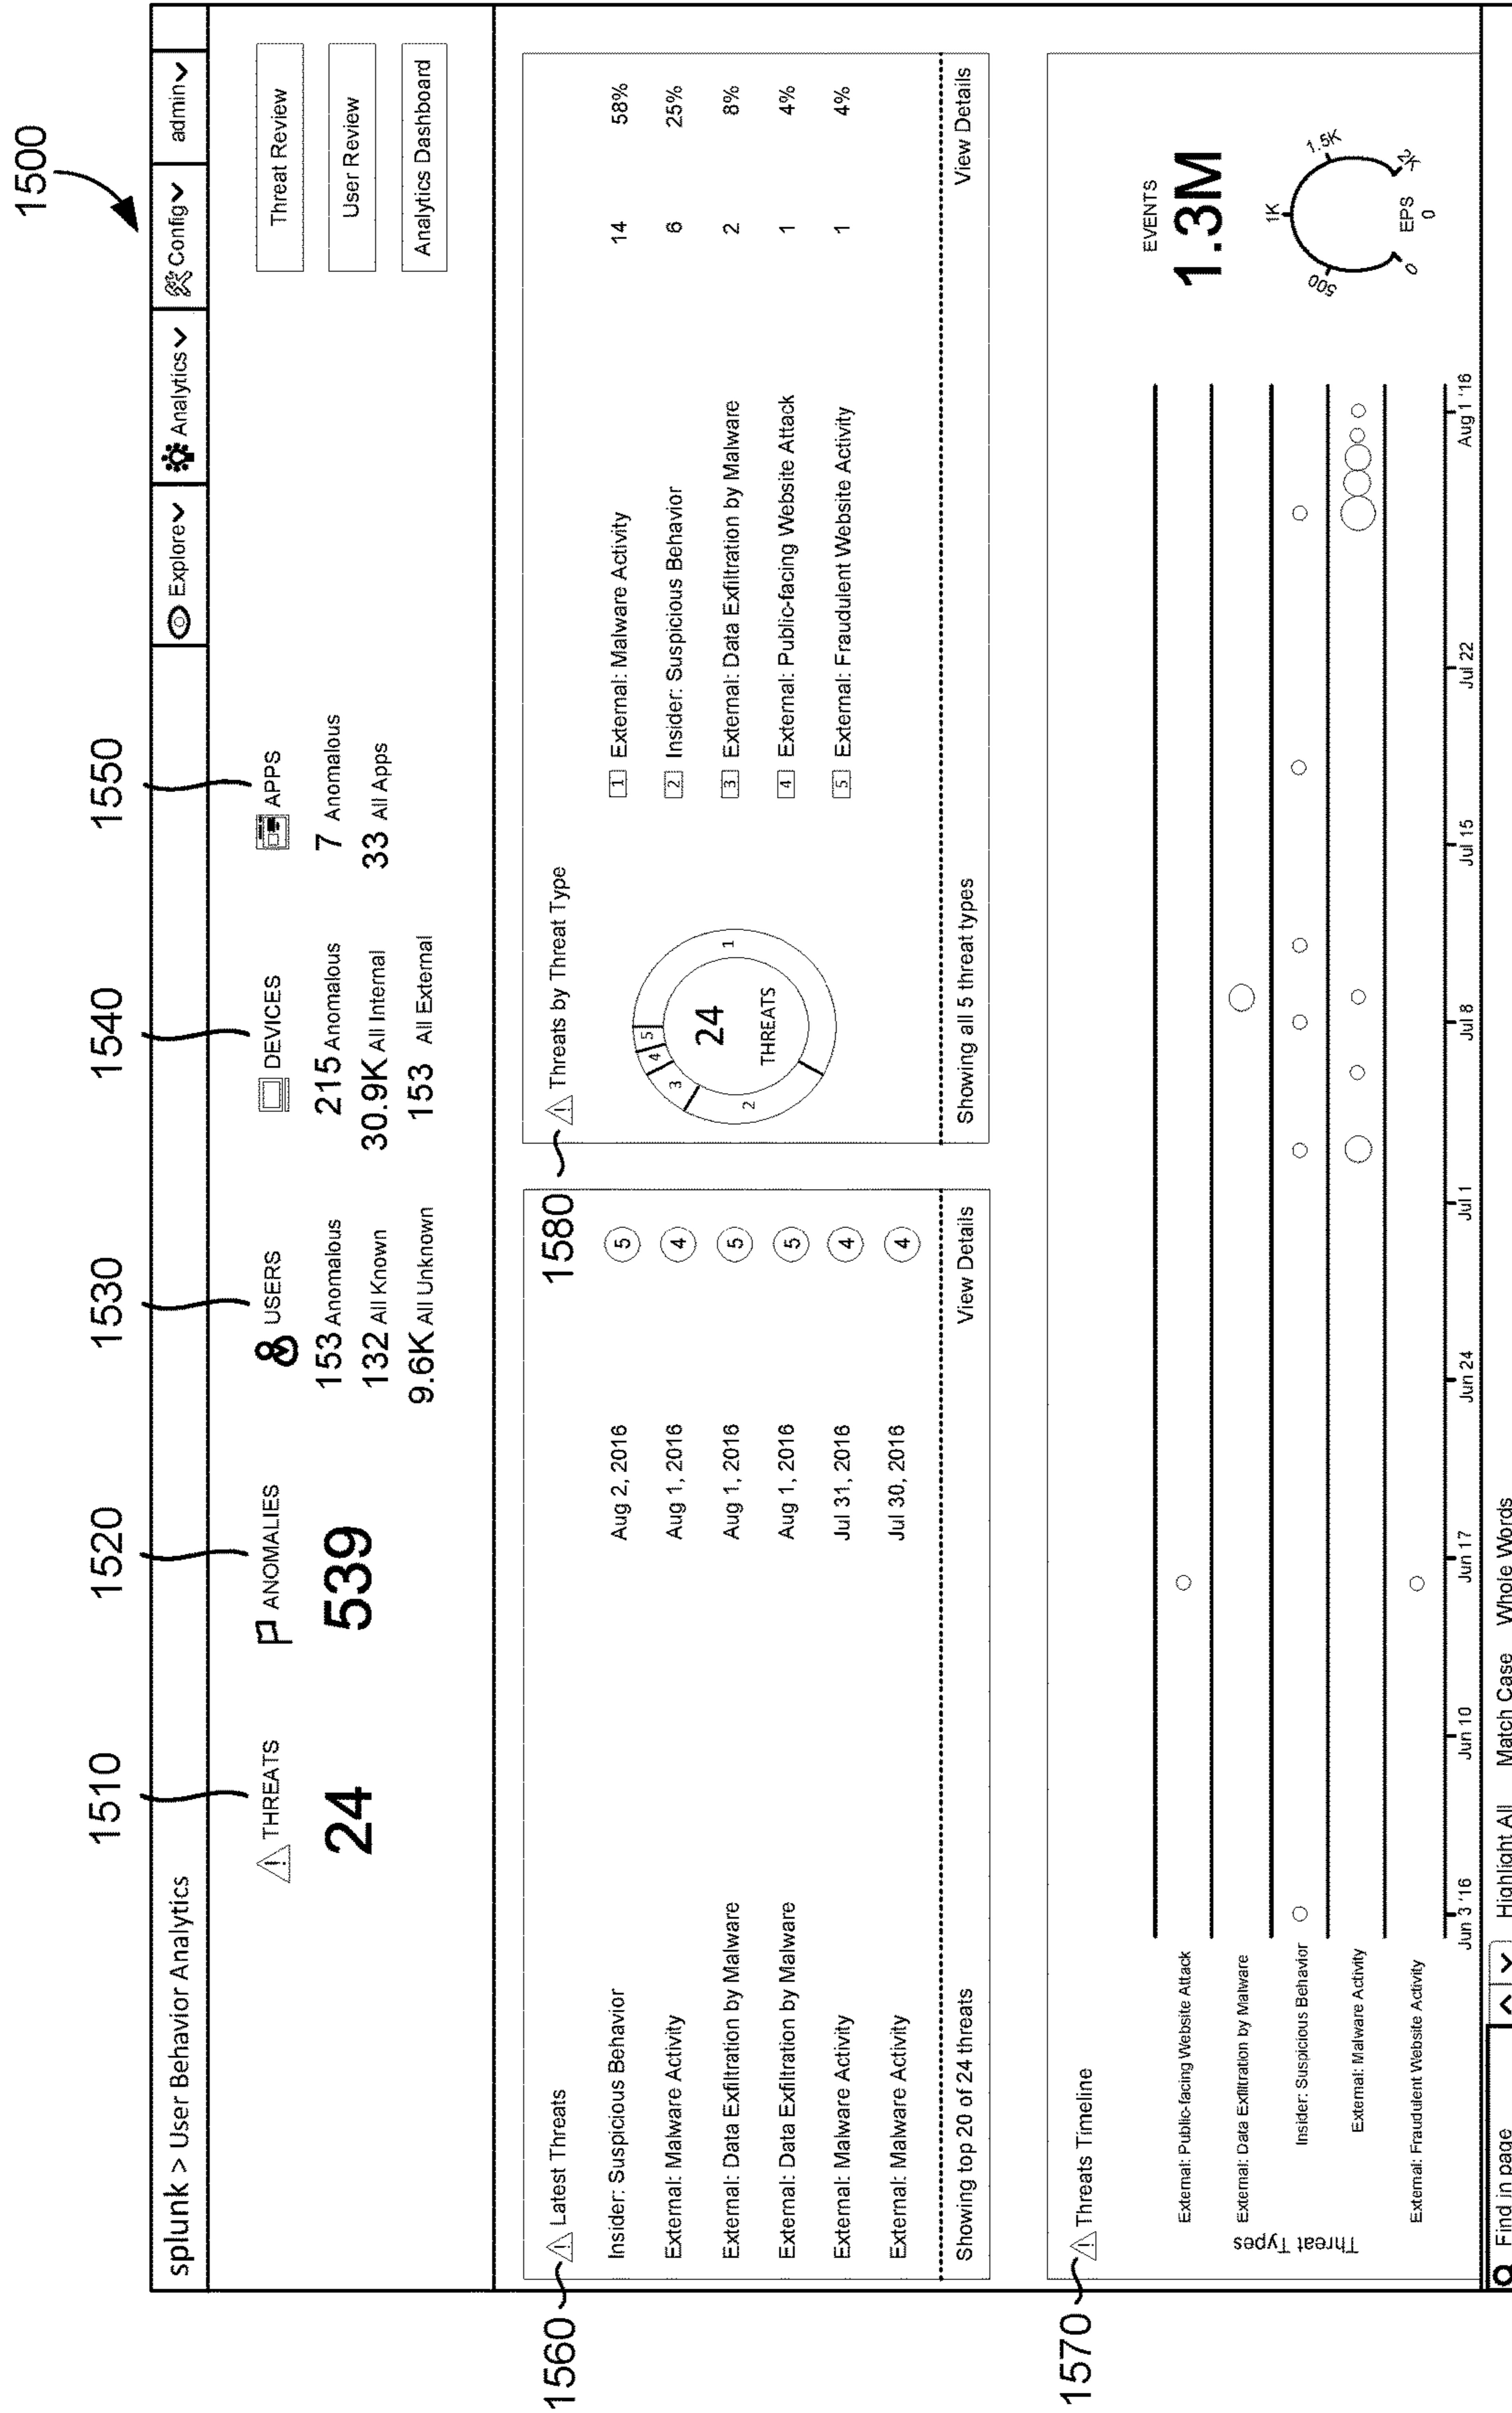 1500
splunk > User Behavior Analytics
Explore
Analytics
Config
admin
1510
1520
1530
1540
1550
THREATS
24
ANOMALIES
539
USERS
153 Anomalous
132 All Known
9.6K All Unknown
DEVICES
215 Anomalous
30.9K All Internal
153 All External
APPS
7 Anomalous
33 All Apps
Threat Review
User Review
Analytics Dashboard
1560
Latest Threats
Insider: Suspicious Behavior Aug 2, 2016 5
External: Malware Activity Aug 1, 2016 4
External: Data Exfiltration by Malware Aug 1, 2016 5
External: Data Exfiltration by Malware Aug 1, 2016 5
External: Malware Activity Jul 31, 2016 4
External: Malware Activity Jul 30, 2016 4
Showing top 20 of 24 threats View Details
1580
Threats by Threat Type
24
THREATS
1
2
3
4
5
1 External: Malware Activity 14 58%
2 Insider: Suspicious Behavior 6 25%
3 External: Data Exfiltration by Malware 2 8%
4 External: Public-facing Website Attack 1 4%
5 External: Fraudulent Website Activity 1 4%
Showing all 5 threat types View Details
1570
Threats Timeline
Threat Types
External: Public-facing Website Attack
External: Data Exfiltration by Malware
Insider: Suspicious Behavior
External: Malware Activity
External: Fraudulent Website Activity
Jun 3 '16 Jun 10 Jun 17 Jun 24 Jul 1 Jul 8 Jul 15 Jul 22 Aug 1 '16
EVENTS
1.3M
0 500 1K 1.5K 2K
EPS
0
Find in page Highlight All Match Case Whole Words